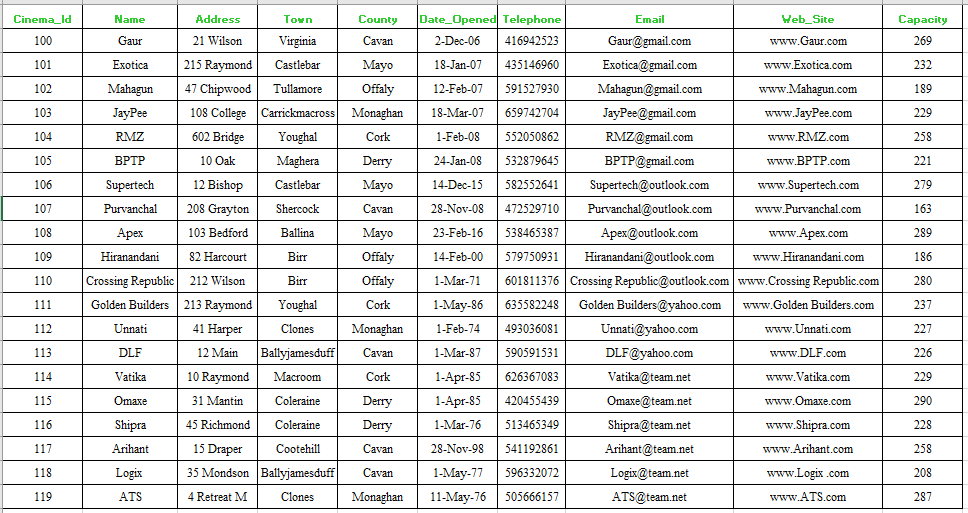 Cinema_Id Name Address Town County Date_Opened Telephone Email Web_Site Capacity
100 Gaur 21 Wilson Virginia Cavan 2-Dec-06 416942523 Gaur@gmail.com www.Gaur.com 269
101 Exotica 215 Raymond Castlebar Mayo 18-Jan-07 435146960 Exotica@gmail.com www.Exotica.com 232
102 Mahagun 47 Chipwood Tullamore Offaly 12-Feb-07 591527930 Mahagun@gmail.com www.Mahagun.com 189
103 JayPee 108 College Carrickmacross Monaghan 18-Mar-07 659742704 JayPee@gmail.com www.JayPee.com 229
104 RMZ 602 Bridge Youghal Cork 1-Feb-08 552050862 RMZ@gmail.com www.RMZ.com 258
105 BPTP 10 Oak Maghera Derry 24-Jan-08 532879645 BPTP@gmail.com www.BPTP.com 221
106 Supertech 12 Bishop Castlebar Mayo 14-Dec-15 582552641 Supertech@outlook.com www.Supertech.com 279
107 Purvanchal 208 Grayton Shercock Cavan 28-Nov-08 472529710 Purvanchal@outlook.com www.Purvanchal.com 163
108 Apex 103 Bedford Ballina Mayo 23-Feb-16 538465387 Apex@outlook.com www.Apex.com 289
109 Hiranandani 82 Harcourt Birr Offaly 14-Feb-00 579750931 Hiranandani@outlook.com www.Hiranandani.com 186
110 Crossing Republic 212 Wilson Birr Offaly 1-Mar-71 601811376 Crossing Republic@outlook.com www.Crossing Republic.com 280
111 Golden Builders 213 Raymond Youghal Cork 1-May-86 635582248 Golden Builders@yahoo.com www.Golden Builders.com 237
112 Unnati 41 Harper Clones Monaghan 1-Feb-74 493036081 Unnati@yahoo.com www.Unnati.com 227
113 DLF 12 Main Ballyjamesduff Cavan 1-Mar-87 590591531 DLF@yahoo.com www.DLF.com 226
114 Vatika 10 Raymond Macroom Cork 1-Apr-85 626367083 Vatika@team.net www.Vatika.com 229
115 Omaxe 31 Mantin Coleraine Derry 1-Apr-85 420455439 Omaxe@team.net www.Omaxe.com 290
116 Shipra 45 Richmond Coleraine Derry 1-Mar-76 513465349 Shipra@team.net www.Shipra.com 228
117 Arihant 15 Draper Cootehill Cavan 28-Nov-98 541192861 Arihant@team.net www.Arihant.com 258
118 Logix 35 Mondson Ballyjamesduff Cavan 1-May-77 596332072 Logix@team.net www.Logix .com 208
119 ATS 4 Retreat M Clones Monaghan 11-May-76 505666157 ATS@team.net www.ATS.com 287